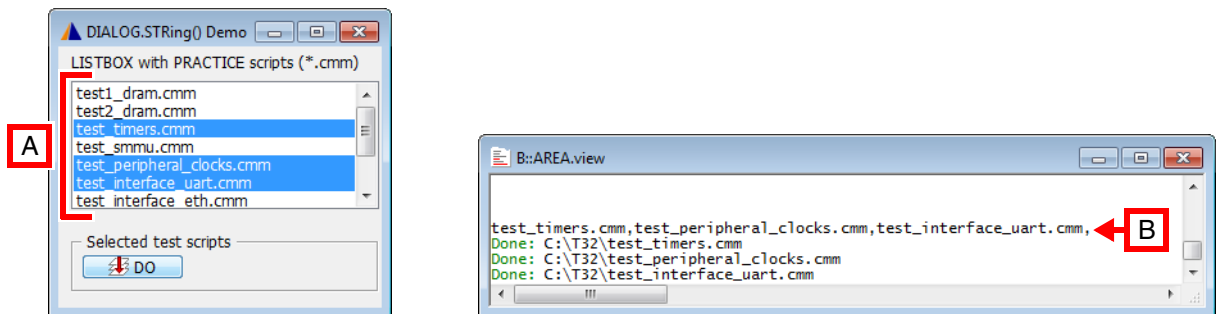 DIALOG.STRing() Demo
LISTBOX with PRACTICE scripts (*.cmm)
A
test1_dram.cmm
test2_dram.cmm
test_timers.cmm
test_smmu.cmm
test_peripheral_clocks.cmm
test_interface_uart.cmm
test_interface_eth.cmm
Selected test scripts
DO
B::AREA.view
test_timers.cmm,test_peripheral_clocks.cmm,test_interface_uart.cmm,
B
Done: C:\T32\test_timers.cmm
Done: C:\T32\test_peripheral_clocks.cmm
Done: C:\T32\test_interface_uart.cmm